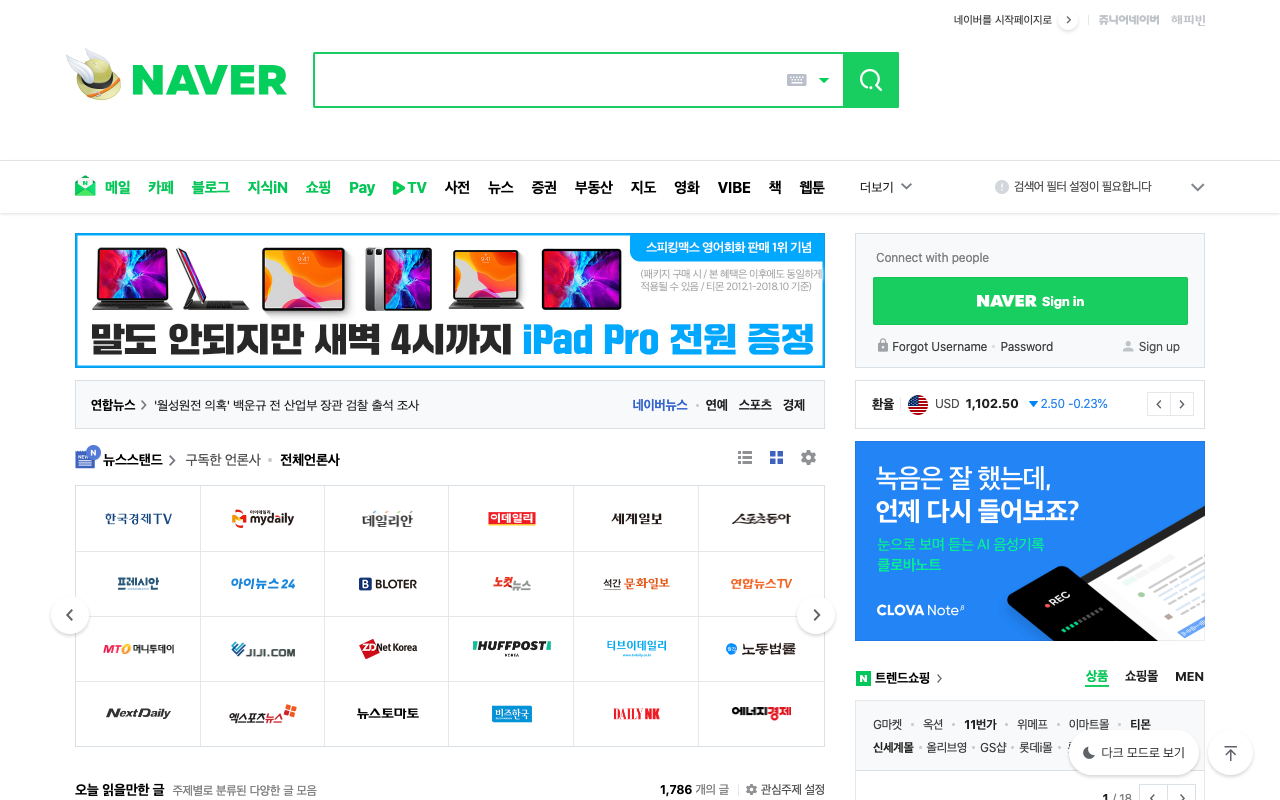 네이버를 시작페이지로
쥬니어네이버 해피빈
NAVER
메일 카페 블로그 지식iN 쇼핑 Pay TV 사전 뉴스 증권 부동산 지도 영화 VIBE 책 웹툰 더보기 검색어 필터 설정이 필요합니다
스피킹맥스 영어회화 판매 1위 기념
(패키지 구매 시 / 본 혜택은 이후에도 동일하게
적용될 수 있음 / 티몬 2012.1~2018.10 기준)
말도 안되지만 새벽 4시까지 iPad Pro 전원 증정
Connect with people
NAVER Sign in
Forgot Username Password Sign up
연합뉴스 '월성원전 의혹' 백운규 전 산업부 장관 검찰 출석 조사 네이버뉴스 연예 스포츠 경제
환율 USD 1,102.50 2.50 -0.23%
NEW N 뉴스스탠드 구독한 언론사 전체언론사
한국경제TV 마이데일리 mydaily 데일리안 이데일리 세계일보 스포츠동아
프레시안 아이뉴스24 BLOTER 노컷뉴스 석간 문화일보 연합뉴스TV
MT 머니투데이 JIJI.COM ZDNet Korea HUFFPOST KOREA 티브이데일리 노동법률
NextDaily 엑스포츠뉴스 뉴스토마토 비즈한국 DAILY NK 에너지경제
녹음은 잘 했는데,
언제 다시 들어보죠?
눈으로 보며 듣는 AI 음성기록
클로바노트
CLOVA Note β
REC
N 트렌드쇼핑 상품 쇼핑몰 MEN
G마켓 옥션 11번가 위메프 이마트몰 티몬
신세계몰 올리브영 GS샵 롯데i몰
다크 모드로 보기
1 / 18
오늘 읽을만한 글 주제별로 분류된 다양한 글 모음 1,786 개의 글 관심주제 설정